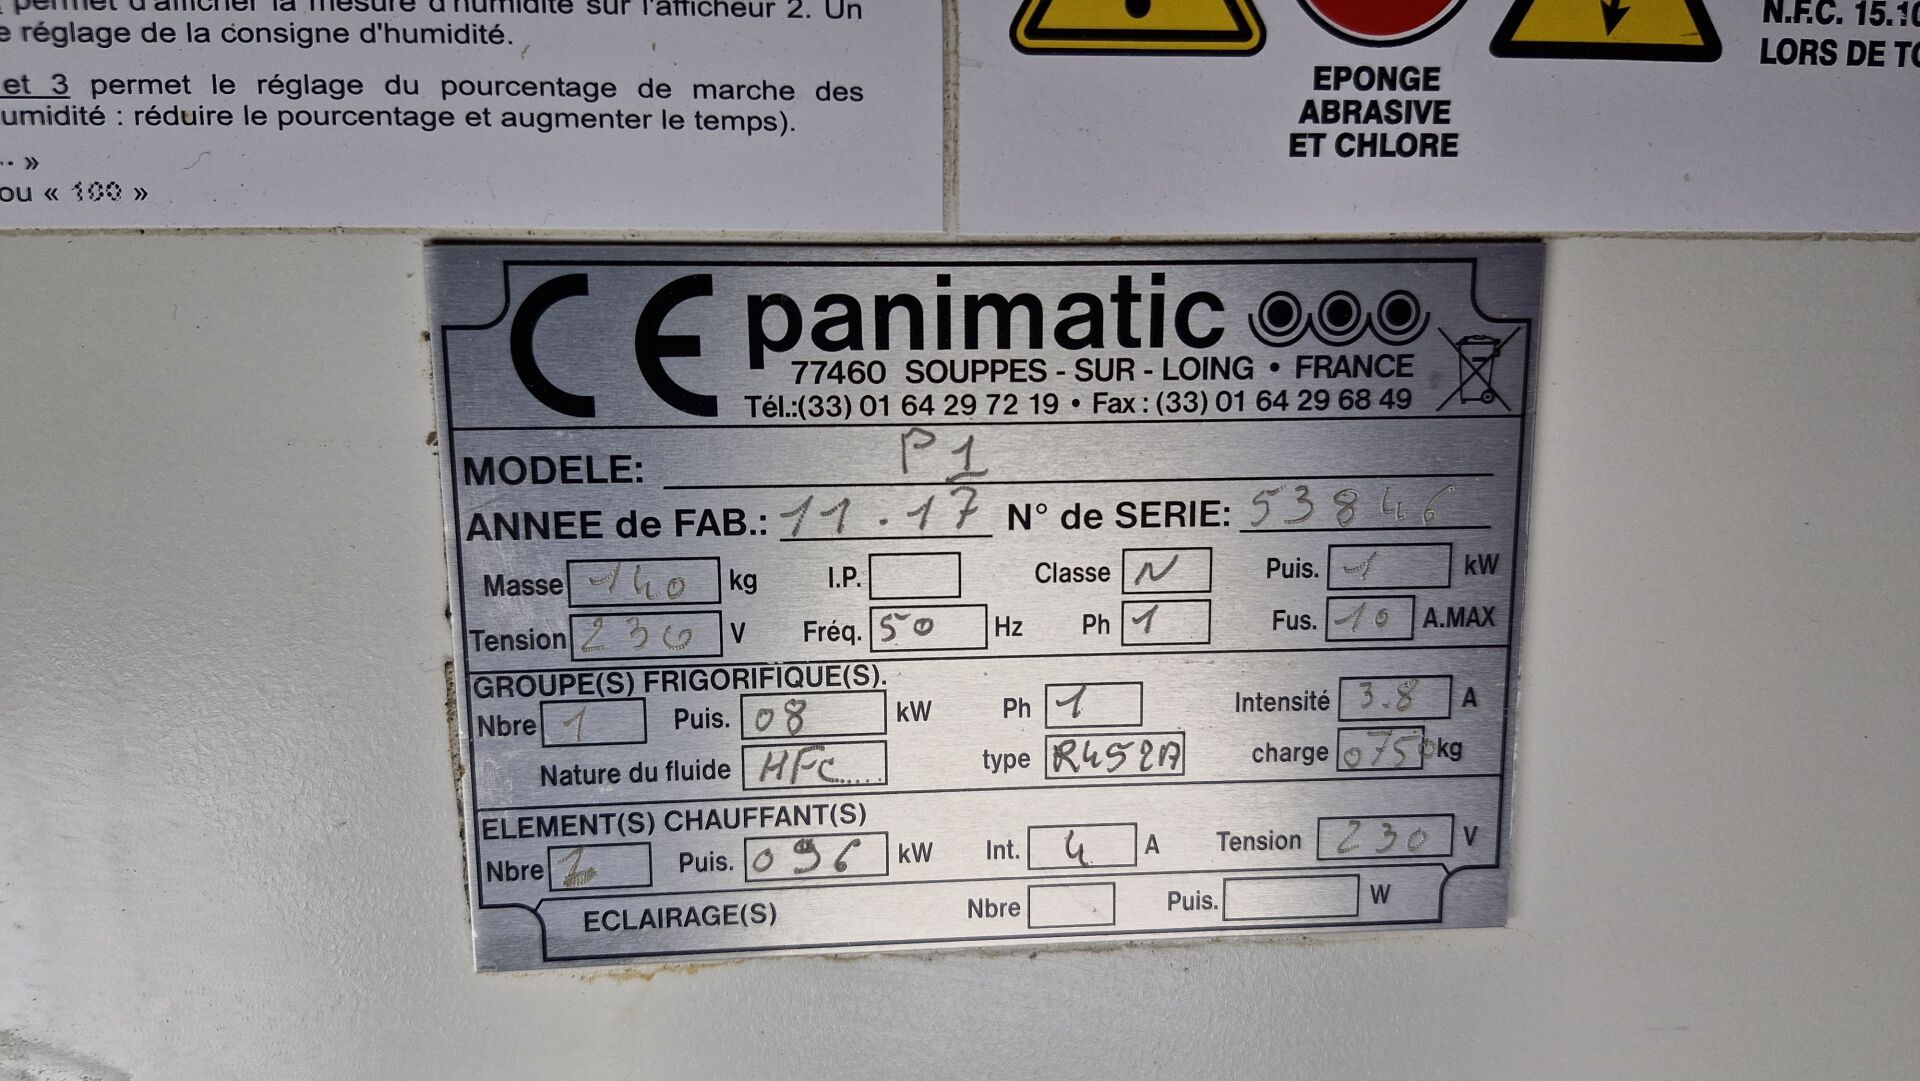 permet d'afficher la mesure d'humidité sur l'afficheur 2. Un
e réglage de la consigne d'humidité.
et 3 permet le réglage du pourcentage de marche des
umidité : réduire le pourcentage et augmenter le temps).
.. »
ou « 100 »
EPONGE
ABRASIVE
ET CHLORE
N.F.C. 15.10
LORS DE TO
CE panimatic
77460 SOUPPES - SUR - LOING • FRANCE
Tél.:(33) 01 64 29 72 19 • Fax : (33) 01 64 29 68 49
MODELE: P1
ANNEE de FAB.: 11.17 N° de SERIE: 53846
Masse 140 kg I.P. Classe N Puis. 1 kW
Tension 230 V Fréq. 50 Hz Ph 1 Fus. 10 A.MAX
GROUPE(S) FRIGORIFIQUE(S).
Nbre 1 Puis. 08 kW Ph 1 Intensité 3.8 A
Nature du fluide HFC..... type R452A charge 0750 kg
ELEMENT(S) CHAUFFANT(S)
Nbre 1 Puis. 096 kW Int. 4 A Tension 230 V
ECLAIRAGE(S) Nbre Puis. W